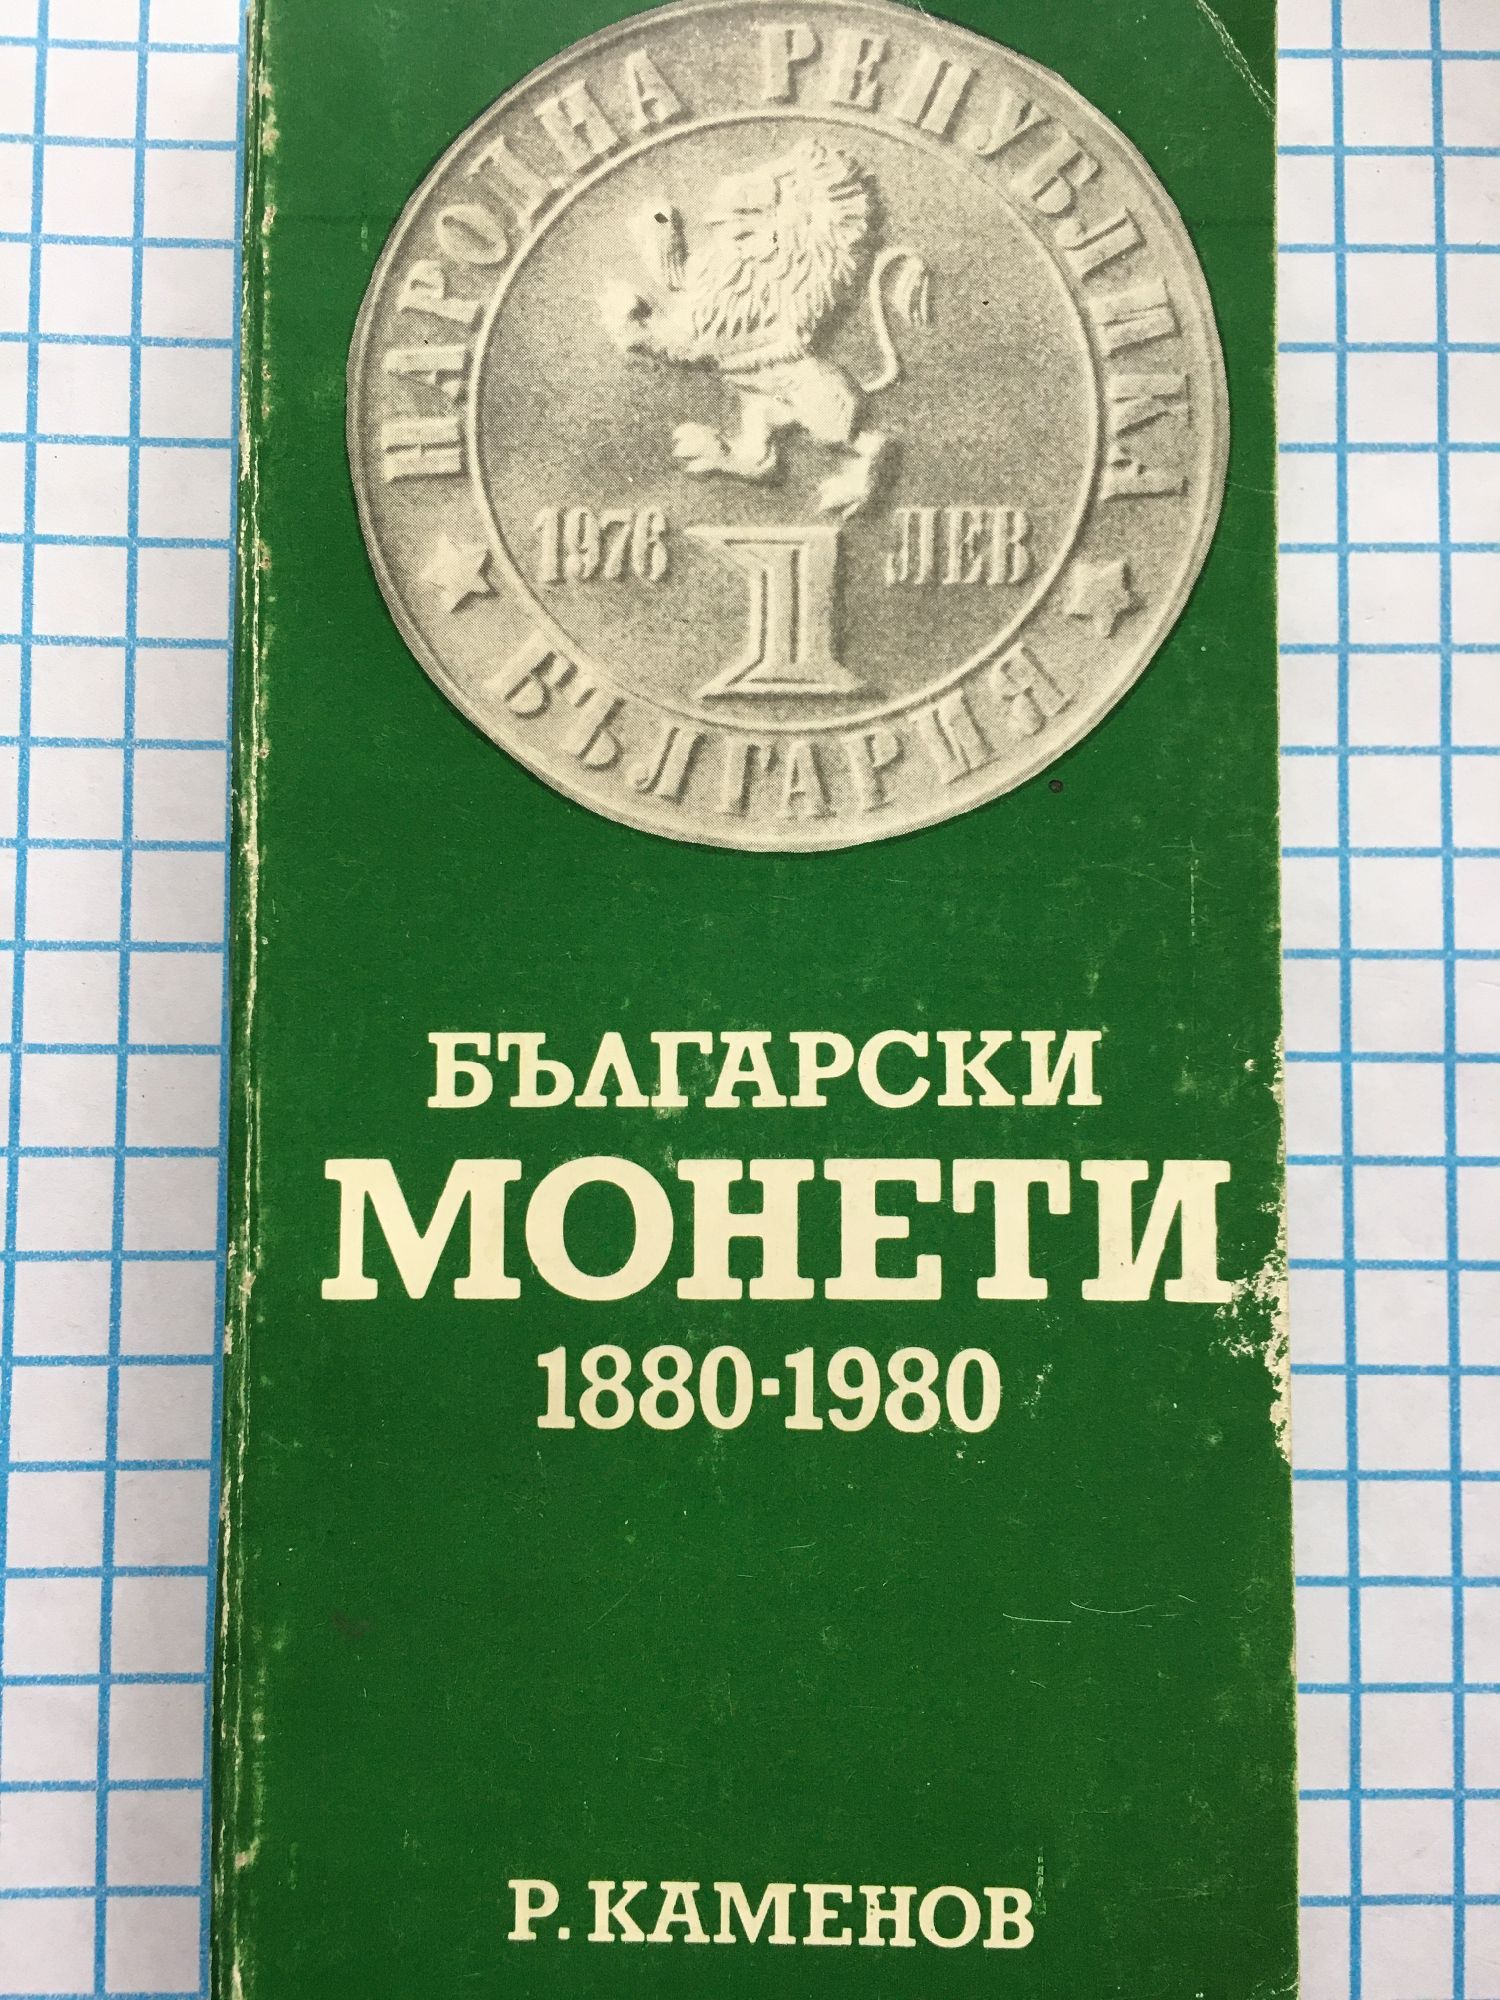 НАРОДНА РЕПУБЛИКА
1976 1 ЛЕВ
БЪЛГАРИЯ
БЪЛГАРСКИ
МОНЕТИ
1880-1980
Р. КАМЕНОВ